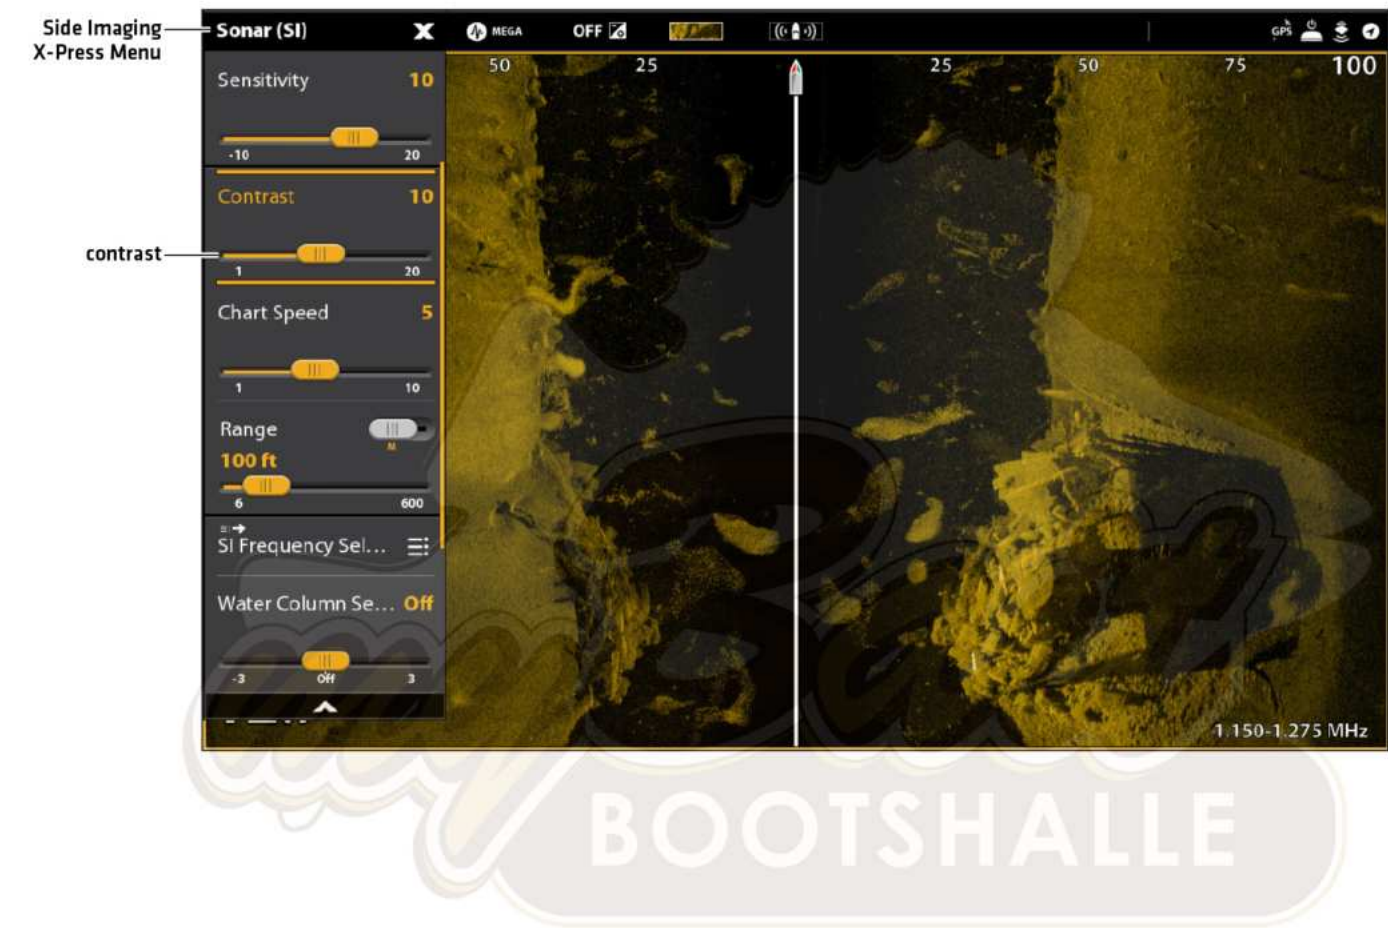 Side Imaging
X-Press Menu
Sonar (SI)
X
MEGA
OFF
GPS
50
25
25
50
75
100
Sensitivity 10
-10 20
Contrast 10
contrast
1 20
Chart Speed 5
1 10
Range
M
100 ft
6 600
SI Frequency Sel...
Water Column Se... Off
-3 Off 3
1.150-1.275 MHz
myBait
BOOTSHALLE